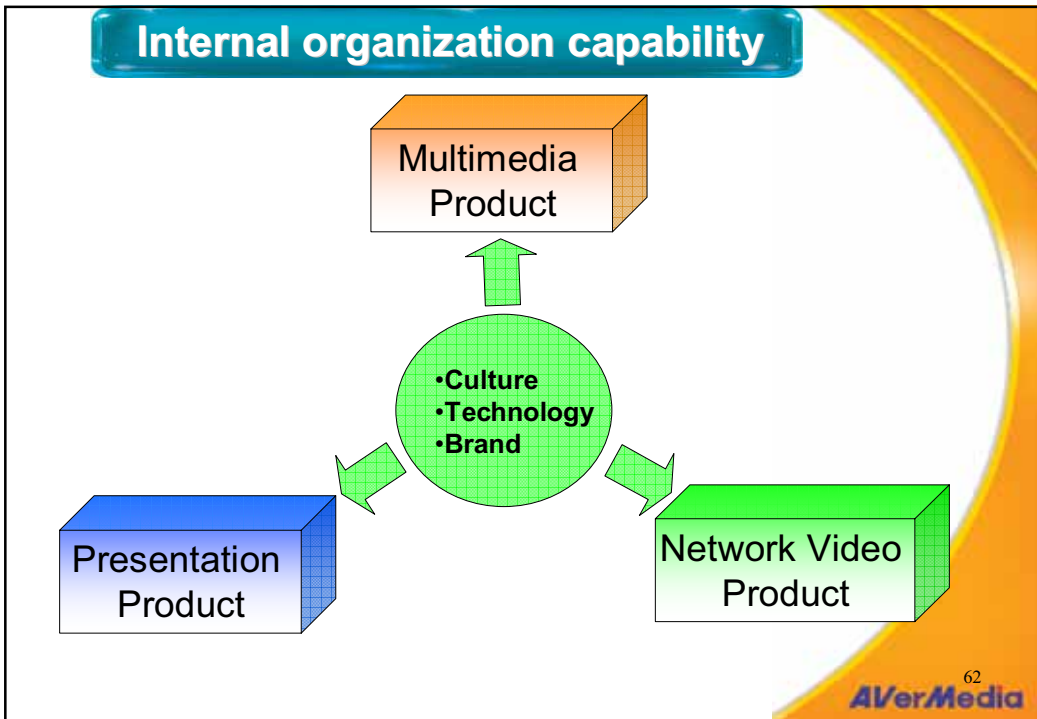 Internal organization capability
Multimedia
Product
•Culture
•Technology
•Brand
Presentation
Product
Network Video
Product
62
AVerMedia